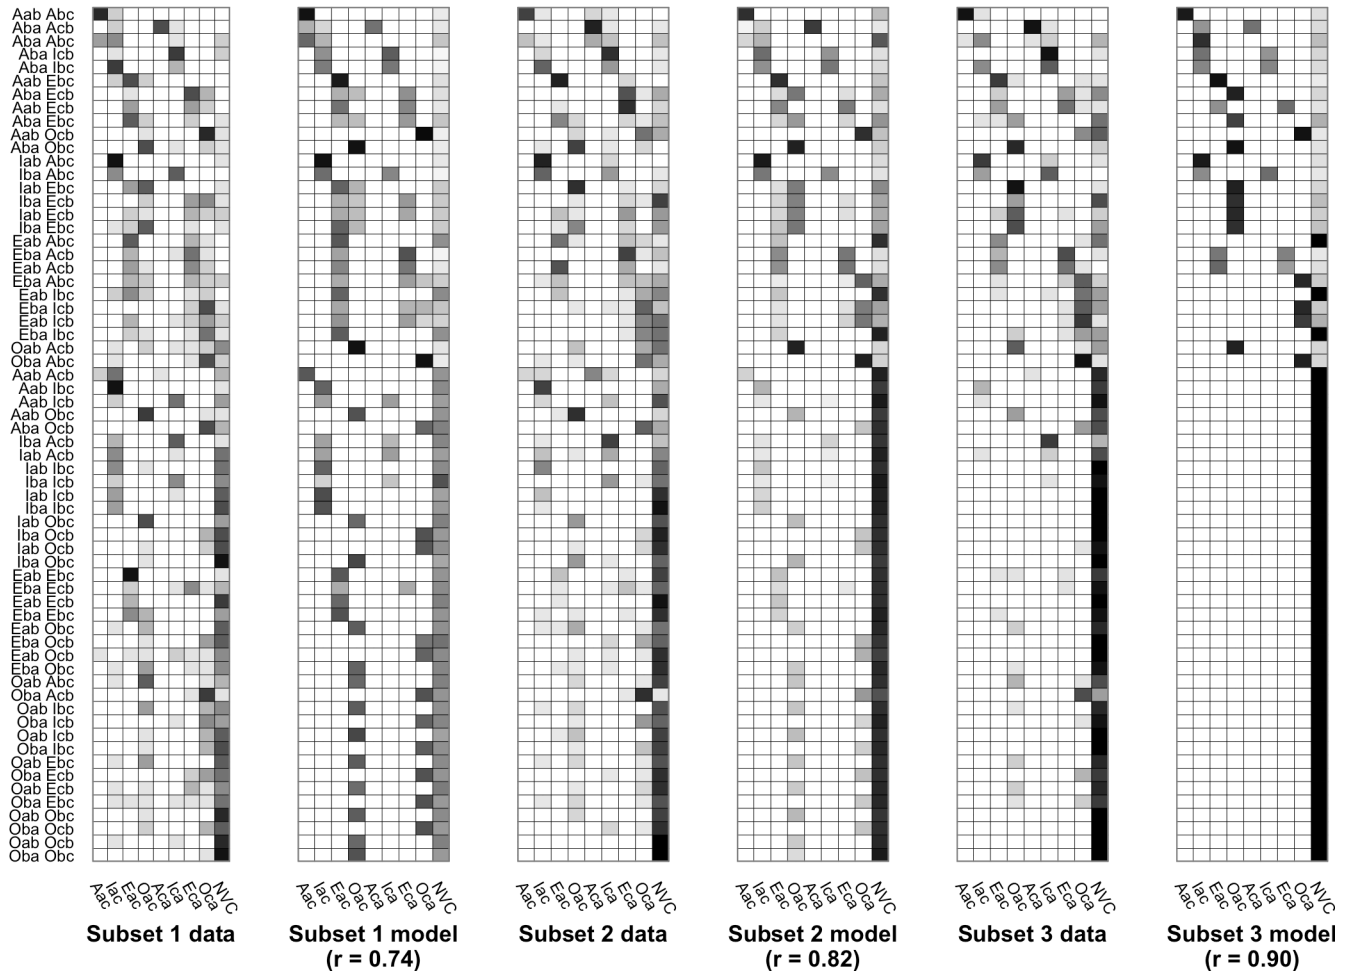 Aab Abc
Aba Acb
Aba Abc
Aba Icb
Aba Ibc
Aab Ebc
Aba Ecb
Aab Ecb
Aba Ebc
Aab Ocb
Aba Obc
Iab Abc
Iba Abc
Iab Ebc
Iba Ecb
Iab Ecb
Iba Ebc
Eab Abc
Eba Acb
Eab Acb
Eba Abc
Eab Ibc
Eba Icb
Eab Icb
Eba Ibc
Oab Acb
Oba Abc
Aab Acb
Aab Ibc
Aab Icb
Aab Obc
Aba Ocb
Iba Acb
Iab Acb
Iab Ibc
Iba Icb
Iab Icb
Iba Ibc
Iab Obc
Iba Ocb
Iab Ocb
Iba Obc
Eab Ebc
Eba Ecb
Eab Ecb
Eba Ebc
Eab Obc
Eba Ocb
Eab Ocb
Eba Obc
Oab Abc
Oba Acb
Oab Ibc
Oba Icb
Oab Icb
Oba Ibc
Oab Ebc
Oba Ecb
Oab Ecb
Oba Ebc
Oab Obc
Oba Ocb
Oab Ocb
Oba Obc
Aac Iac Eac Oac Aca Ica Eca Oca NVC
Aac Iac Eac Oac Aca Ica Eca Oca NVC
Aac Iac Eac Oac Aca Ica Eca Oca NVC
Aac Iac Eac Oac Aca Ica Eca Oca NVC
Aac Iac Eac Oac Aca Ica Eca Oca NVC
Aac Iac Eac Oac Aca Ica Eca Oca NVC
Subset 1 data
Subset 1 model
(r = 0.74)
Subset 2 data
Subset 2 model
(r = 0.82)
Subset 3 data
Subset 3 model
(r = 0.90)